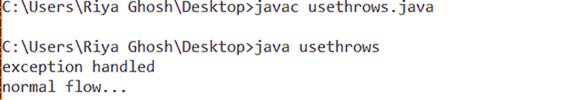 C:\Users\Riya Ghosh\Desktop>javac usethrows.java
C:\Users\Riya Ghosh\Desktop>java usethrows
exception handled
normal flow...